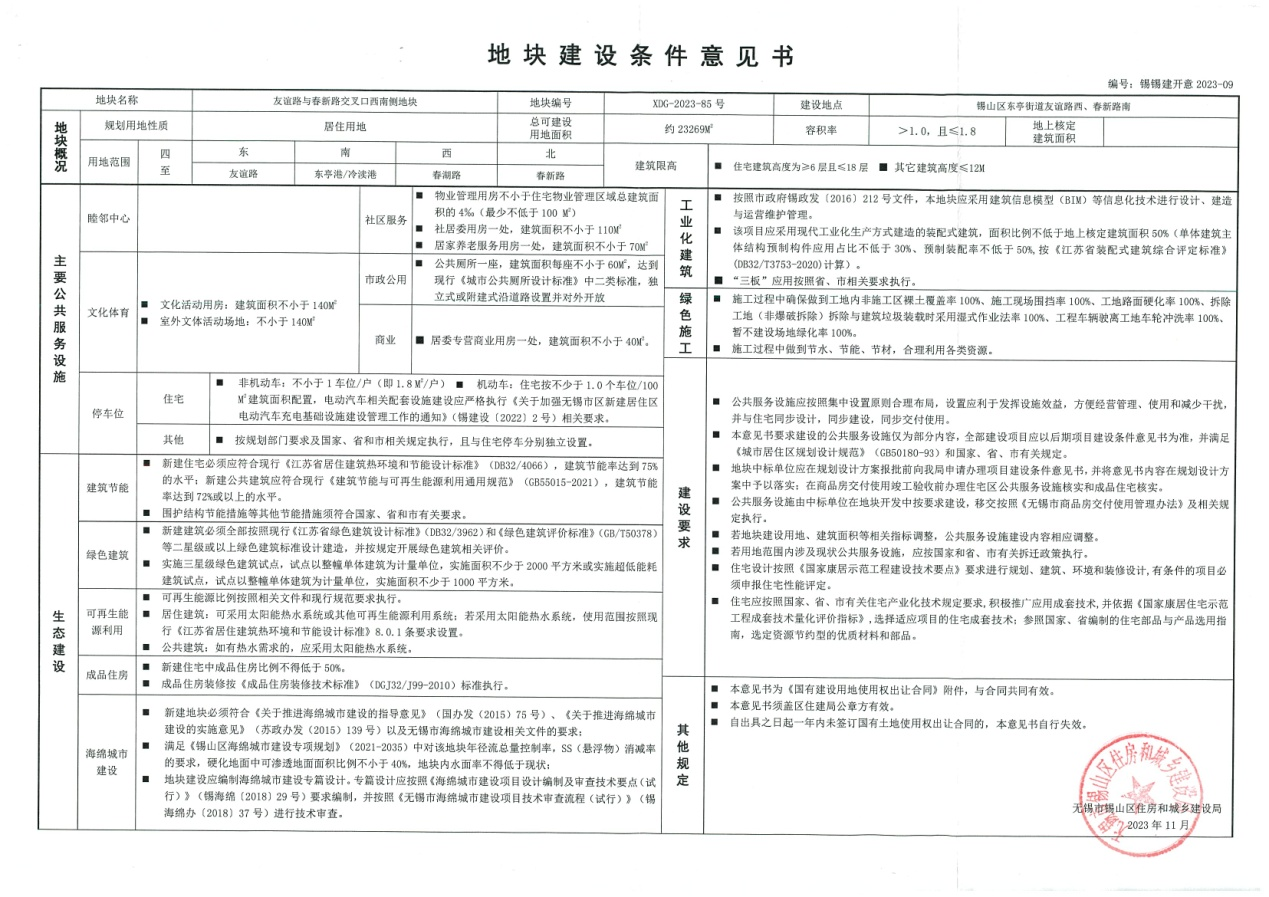 地块建设条件意见书
编号：锡锡建开意 2023-09
地块名称 友谊路与春新路交叉口西南侧地块 地块编号 XDG-2023-85 号 建设地点 锡山区东亭街道友谊路西、春新路南
地块概况
规划用地性质 居住用地 总可建设用地面积 约 23269㎡ 容积率 >1.0，且≤1.8 地上核定建筑面积
用地范围 四至 东 南 西 北
友谊路 东亭港/冷渎港 春湖路 春新路
建筑限高 ■ 住宅建筑高度为≥6 层且≤18 层 ■ 其它建筑高度≤12M
主要公共服务设施
睦邻中心
社区服务
■ 物业管理用房不小于住宅物业管理区域总建筑面
积的 4‰（最少不低于 100 ㎡）
■ 社居委用房一处，建筑面积不小于 110㎡
■ 居家养老服务用房一处，建筑面积不小于 70㎡
文化体育
■ 文化活动用房：建筑面积不小于 140㎡
■ 室外文体活动场地：不小于 140㎡
市政公用
■ 公共厕所一座，建筑面积每座不小于 60㎡，达到
现行《城市公共厕所设计标准》中二类标准，独
立式或附建式沿道路设置并对外开放
商业
■ 居委专营商业用房一处，建筑面积不小于 40㎡。
停车位
住宅
■ 非机动车：不小于 1 车位/户（即 1.8 ㎡/户） ■ 机动车：住宅按不少于 1.0 个车位/100
㎡建筑面积配置，电动汽车相关配套设施建设应严格执行《关于加强无锡市区新建居住区
电动汽车充电基础设施建设管理工作的通知》（锡建设〔2022〕2 号）相关要求。
其他
■ 按规划部门要求及国家、省和市相关规定执行，且与住宅停车分别独立设置。
生态建设
建筑节能
■ 新建住宅必须应符合现行《江苏省居住建筑热环境和节能设计标准》（DB32/4066），建筑节能率达到 75%
的水平；新建公共建筑应符合现行《建筑节能与可再生能源利用通用规范》（GB55015-2021），建筑节能
率达到 72%或以上的水平。
■ 围护结构节能措施等其他节能措施须符合国家、省和市有关要求。
绿色建筑
■ 新建建筑必须全部按照现行《江苏省绿色建筑设计标准》（DB32/3962）和《绿色建筑评价标准》（GB/T50378）
等二星级或以上绿色建筑标准设计建造，并按规定开展绿色建筑相关评价。
■ 实施三星级绿色建筑试点，试点以整幢单体建筑为计量单位，实施面积不少于 2000 平方米或实施超低能耗
建筑试点，试点以整幢单体建筑为计量单位，实施面积不少于 1000 平方米。
可再生能源利用
■ 可再生能源比例按照相关文件和现行规范要求执行。
■ 居住建筑：可采用太阳能热水系统或其他可再生能源利用系统；若采用太阳能热水系统，使用范围按照现
行《江苏省居住建筑热环境和节能设计标准》8.0.1 条要求设置。
■ 公共建筑：如有热水需求的，应采用太阳能热水系统。
成品住房
■ 新建住宅中成品住房比例不得低于 50%。
■ 成品住房装修按《成品住房装修技术标准》（DGJ32/J99-2010）标准执行。
海绵城市建设
■ 新建地块必须符合《关于推进海绵城市建设的指导意见》（国办发（2015）75 号）、《关于推进海绵城市
建设的实施意见》（苏政办发（2015）139 号）以及无锡市海绵城市建设相关文件的要求；
■ 满足《锡山区海绵城市建设专项规划》（2021-2035）中对该地块年径流总量控制率，SS（悬浮物）消减率
的要求，硬化地面中可渗透地面面积比例不小于 40%，地块内水面率不得低于现状；
■ 地块建设应编制海绵城市建设专篇设计。专篇设计应按照《海绵城市建设项目设计编制及审查技术要点（试
行）》（锡海绵〔2018〕29 号）要求编制，并按照《无锡市海绵城市建设项目技术审查流程（试行）》（锡
海绵办〔2018〕37 号）进行技术审查。
工业化建筑
■ 按照市政府锡政发〔2016〕212 号文件，本地块应采用建筑信息模型（BIM）等信息化技术进行设计、建造
与运营维护管理。
■ 该项目应采用现代工业化生产方式建造的装配式建筑，面积比例不低于地上核定建筑面积 50%（单体建筑主
体结构预制构件应用占比不低于 30%、预制装配率不低于 50%，按《江苏省装配式建筑综合评定标准》
（DB32/T3753-2020）计算）。
■ “三板”应用按照省、市相关要求执行。
绿色施工
■ 施工过程中确保做到工地内非施工区裸土覆盖率 100%、施工现场围挡率 100%、工地路面硬化率 100%、拆除
工地（非爆破拆除）拆除与建筑垃圾装载时采用湿式作业法率 100%、工程车辆驶离工地车轮冲洗率 100%、
暂不建设场地绿化率 100%。
■ 施工过程中做到节水、节能、节材，合理利用各类资源。
建设要求
■ 公共服务设施应按照集中设置原则合理布局，设置应利于发挥设施效益，方便经营管理、使用和减少干扰，
并与住宅同步设计，同步建设，同步交付使用。
■ 本意见书要求建设的公共服务设施仅为部分内容，全部建设项目应以后期项目建设条件意见书为准，并满足
《城市居住区规划设计规范》（GB50180-93）和国家、省、市有关规定。
■ 地块中标单位应在规划设计方案报批前向我局申请办理项目建设条件意见书，并将意见书内容在规划设计方
案中予以落实；在商品房交付使用竣工验收前办理住宅区公共服务设施核实和成品住宅核实。
■ 公共服务设施由中标单位在地块开发中按要求建设，移交按照《无锡市商品房交付使用管理办法》及相关规
定执行。
■ 若地块建设用地、建筑面积等相关指标调整，公共服务设施建设内容相应调整。
■ 若用地范围内涉及现状公共服务设施，应按国家和省、市有关拆迁政策执行。
■ 住宅设计按照《国家康居示范工程建设技术要点》要求进行规划、建筑、环境和装修设计，有条件的项目必
须申报住宅性能评定。
■ 住宅应按照国家、省、市有关住宅产业化技术规定要求，积极推广应用成套技术，并依据《国家康居住宅示范
工程成套技术量化评价指标》，选择适应项目的住宅成套技术；参照国家、省编制的住宅部品与产品选用指
南，选定资源节约型的优质材料和部品。
其他规定
■ 本意见书为《国有建设用地使用权出让合同》附件，与合同共同有效。
■ 本意见书须盖区住建局公章方有效。
■ 自出具之日起一年内未签订国有土地使用权出让合同的，本意见书自行失效。
无锡市锡山区住房和城乡建设局
2023 年 11 月